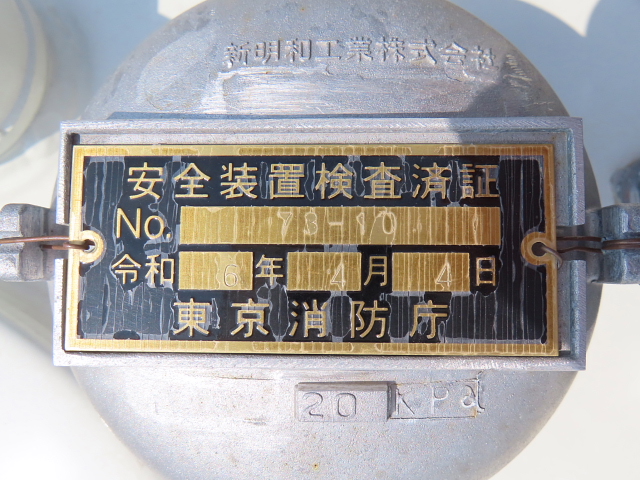 新明和工業株式会社
安全装置検査済証
No. 73-10
令和 6 年 4 月 4 日
東京消防庁
20 KPa